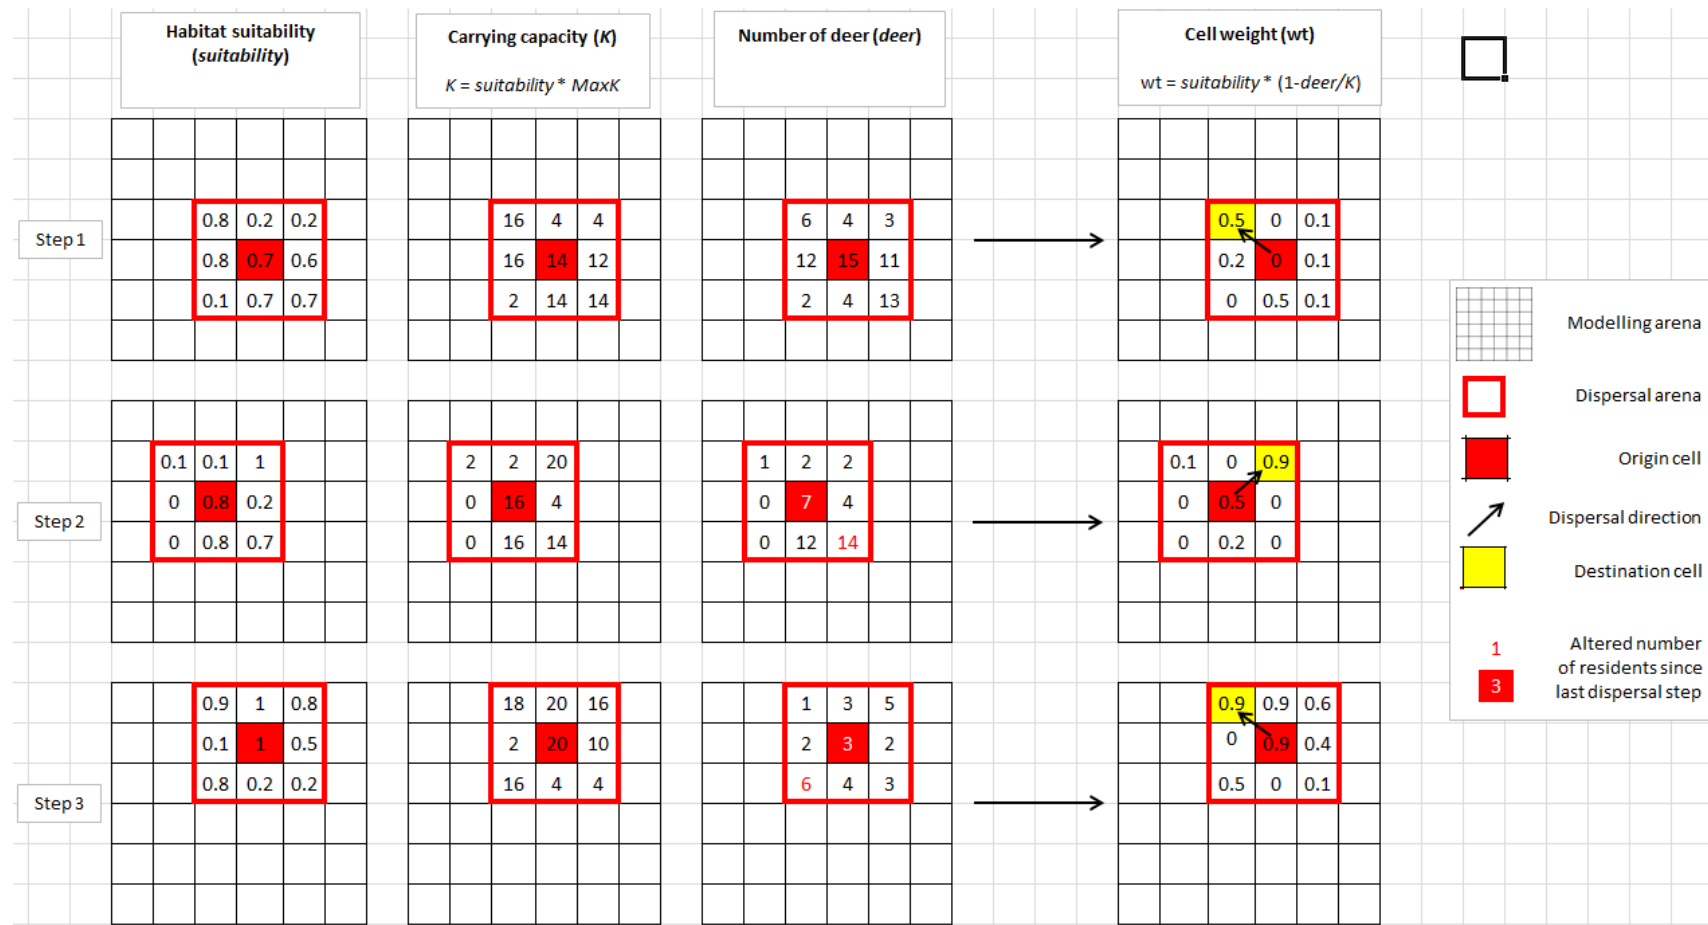 Habitat suitability
(suitability)
Carrying capacity (K)
K = suitability * MaxK
Number of deer (deer)
Cell weight (wt)
wt = suitability * (1-deer/K)
Step 1
0.8 0.2 0.2
0.8 0.7 0.6
0.1 0.7 0.7
16 4 4
16 14 12
2 14 14
6 4 3
12 15 11
2 4 13
0.5 0 0.1
0.2 0 0.1
0 0.5 0.1
Step 2
0.1 0.1 1
0 0.8 0.2
0 0.8 0.7
2 2 20
0 16 4
0 16 14
1 2 2
0 7 4
0 12 14
0.1 0 0.9
0 0.5 0
0 0.2 0
Step 3
0.9 1 0.8
0.1 1 0.5
0.8 0.2 0.2
18 20 16
2 20 10
16 4 4
1 3 5
2 3 2
6 4 3
0.9 0.9 0.6
0 0.9 0.4
0.5 0 0.1
Modelling arena
Dispersal arena
Origin cell
Dispersal direction
Destination cell
1
3
Altered number
of residents since
last dispersal step